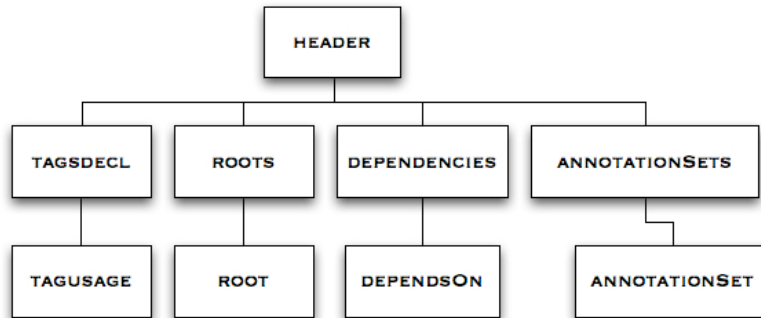 HEADER
TAGSDECL
ROOTS
DEPENDENCIES
ANNOTATIONSETS
TAGUSAGE
ROOT
DEPENDSON
ANNOTATIONSET